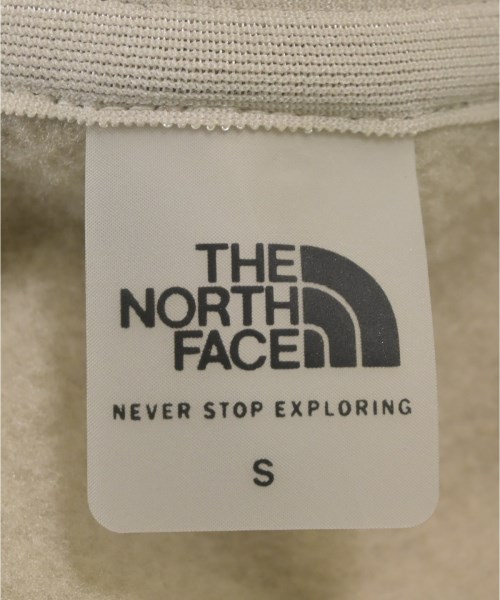 THE
NORTH
FACE
NEVER STOP EXPLORING
S